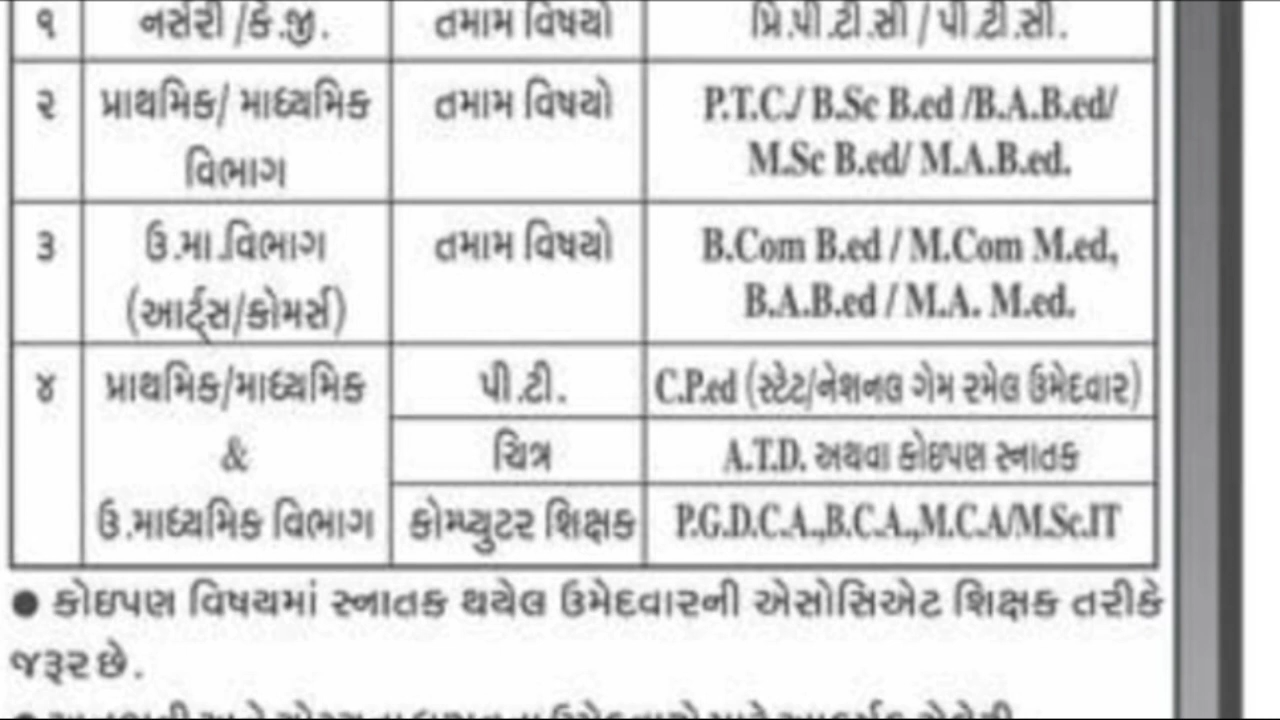 ૧ નર્સરી /કે.જી. તમામ વિષયો પ્રિ.પી.ટી.સી / પી.ટી.સી.
૨ પ્રાથમિક/ માધ્યમિક તમામ વિષયો P.T.C./ B.Sc B.ed /B.A.B.ed/
વિભાગ M.Sc B.ed/ M.A.B.ed.
૩ ઉ.મા.વિભાગ તમામ વિષયો B.Com B.ed / M.Com M.ed,
(આર્ટ્સ/કોમર્સ) B.A.B.ed / M.A. M.ed.
૪ પ્રાથમિક/માધ્યમિક પી.ટી. C.P.ed (સ્ટેટ/નેશનલ ગેમ રમેલ ઉમેદવાર)
& ચિત્ર A.T.D. અથવા કોઇપણ સ્નાતક
ઉ.માધ્યમિક વિભાગ કોમ્પ્યુટર શિક્ષક P.G.D.C.A.,B.C.A.,M.C.A/M.Sc.IT
● કોઇપણ વિષયમાં સ્નાતક થયેલ ઉમેદવારની એસોસિએટ શિક્ષક તરીકે
જરૂર છે.